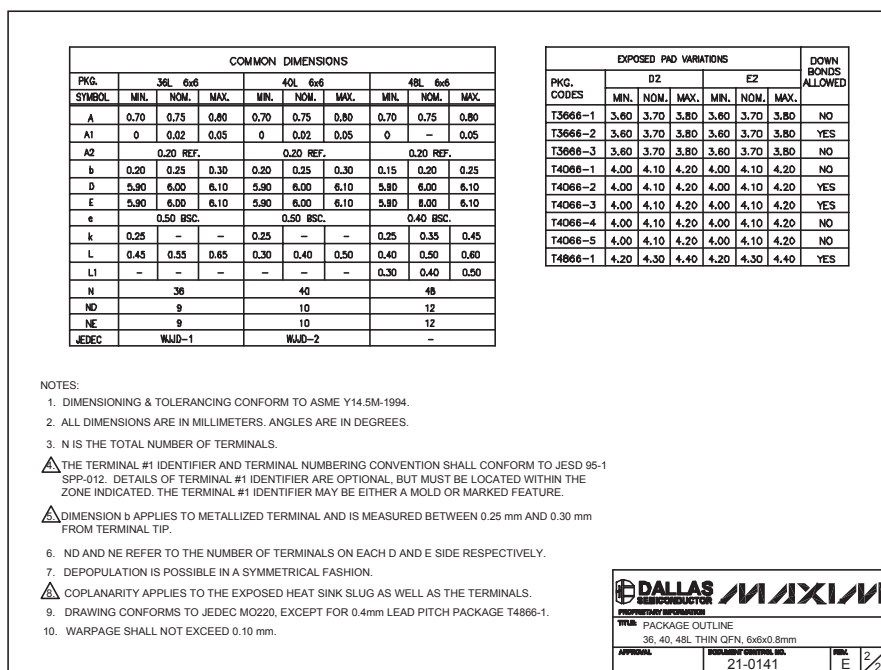 COMMON DIMENSIONS
PKG. 36L 6x6 40L 6x6 48L 6x6
SYMBOL MIN. NOM. MAX. MIN. NOM. MAX. MIN. NOM. MAX.
A 0.70 0.75 0.80 0.70 0.75 0.80 0.70 0.75 0.80
A1 0 0.02 0.05 0 0.02 0.05 0 – 0.05
A2 0.20 REF. 0.20 REF. 0.20 REF.
b 0.20 0.25 0.30 0.20 0.25 0.30 0.15 0.20 0.25
D 5.90 6.00 6.10 5.90 6.00 6.10 5.90 6.00 6.10
E 5.90 6.00 6.10 5.90 6.00 6.10 5.90 6.00 6.10
e 0.50 BSC. 0.50 BSC. 0.40 BSC.
k 0.25 – – 0.25 – – 0.25 0.35 0.45
L 0.45 0.55 0.65 0.30 0.40 0.50 0.40 0.50 0.60
L1 – – – – – – 0.30 0.40 0.50
N 36 40 48
ND 9 10 12
NE 9 10 12
JEDEC WJJD-1 WJJD-2 –
EXPOSED PAD VARIATIONS
DOWN BONDS ALLOWED
PKG. CODES D2 E2
MIN. NOM. MAX. MIN. NOM. MAX.
T3666-1 3.60 3.70 3.80 3.60 3.70 3.80 NO
T3666-2 3.60 3.70 3.80 3.60 3.70 3.80 YES
T3666-3 3.60 3.70 3.80 3.60 3.70 3.80 NO
T4066-1 4.00 4.10 4.20 4.00 4.10 4.20 NO
T4066-2 4.00 4.10 4.20 4.00 4.10 4.20 YES
T4066-3 4.00 4.10 4.20 4.00 4.10 4.20 YES
T4066-4 4.00 4.10 4.20 4.00 4.10 4.20 NO
T4066-5 4.00 4.10 4.20 4.00 4.10 4.20 NO
T4866-1 4.20 4.30 4.40 4.20 4.30 4.40 YES
NOTES:
1. DIMENSIONING & TOLERANCING CONFORM TO ASME Y14.5M-1994.
2. ALL DIMENSIONS ARE IN MILLIMETERS. ANGLES ARE IN DEGREES.
3. N IS THE TOTAL NUMBER OF TERMINALS.
4. THE TERMINAL #1 IDENTIFIER AND TERMINAL NUMBERING CONVENTION SHALL CONFORM TO JESD 95-1
SPP-012. DETAILS OF TERMINAL #1 IDENTIFIER ARE OPTIONAL, BUT MUST BE LOCATED WITHIN THE
ZONE INDICATED. THE TERMINAL #1 IDENTIFIER MAY BE EITHER A MOLD OR MARKED FEATURE.
5. DIMENSION b APPLIES TO METALLIZED TERMINAL AND IS MEASURED BETWEEN 0.25 mm AND 0.30 mm
FROM TERMINAL TIP.
6. ND AND NE REFER TO THE NUMBER OF TERMINALS ON EACH D AND E SIDE RESPECTIVELY.
7. DEPOPULATION IS POSSIBLE IN A SYMMETRICAL FASHION.
8. COPLANARITY APPLIES TO THE EXPOSED HEAT SINK SLUG AS WELL AS THE TERMINALS.
9. DRAWING CONFORMS TO JEDEC MO220, EXCEPT FOR 0.4mm LEAD PITCH PACKAGE T4866-1.
10. WARPAGE SHALL NOT EXCEED 0.10 mm.
DALLAS SEMICONDUCTOR MAXIM
PROPRIETARY INFORMATION
TITLE: PACKAGE OUTLINE
36, 40, 48L THIN QFN, 6x6x0.8mm
APPROVAL DOCUMENT CONTROL NO. REV.
21-0141 E 2/2